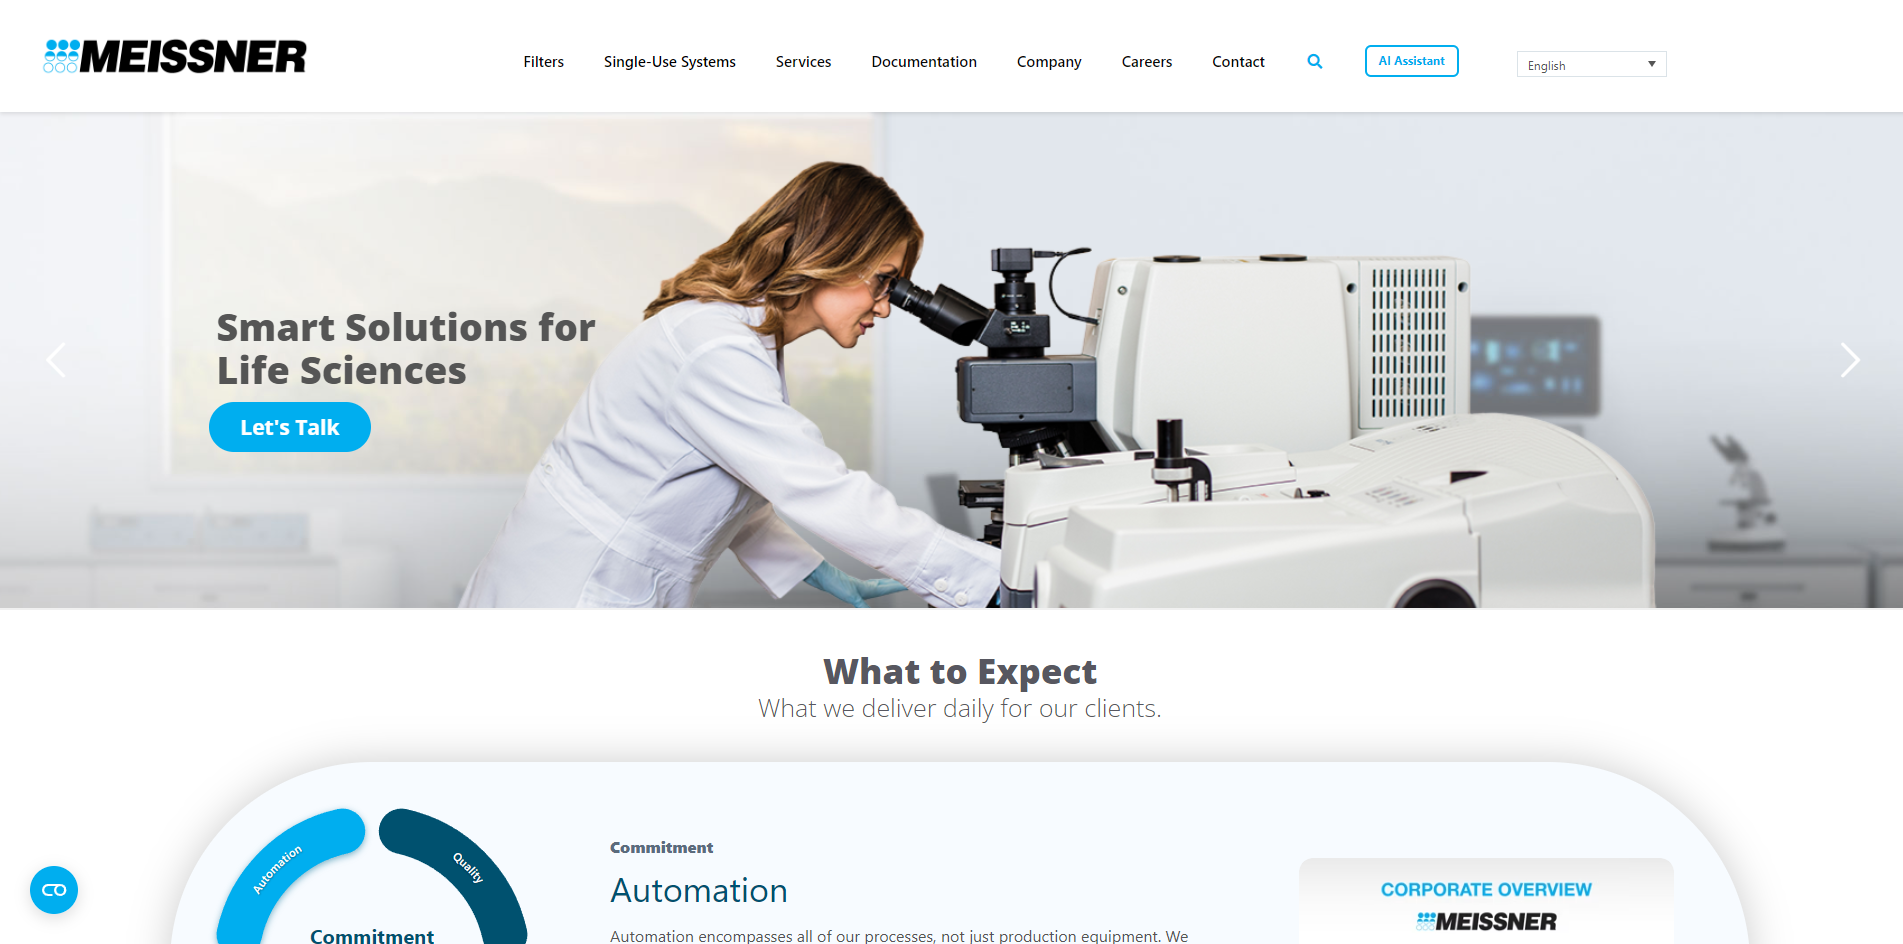 MEISSNER
Filters
Single-Use Systems
Services
Documentation
Company
Careers
Contact
AI Assistant
English
Smart Solutions for
Life Sciences
Let's Talk
What to Expect
What we deliver daily for our clients.
Automation
Quality
Commitment
Commitment
Automation
Automation encompasses all of our processes, not just production equipment. We
CORPORATE OVERVIEW
MEISSNER